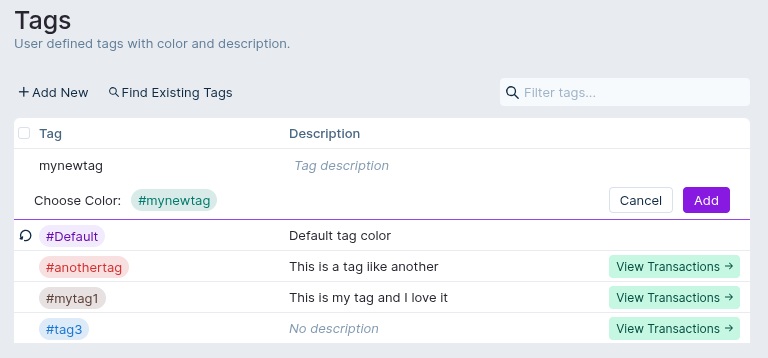 Tags
User defined tags with color and description.
Add New Find Existing Tags Filter tags...
Tag Description
mynewtag Tag description
Choose Color: #mynewtag Cancel Add
#Default Default tag color
#anothertag This is a tag iike another View Transactions →
#mytag1 This is my tag and I love it View Transactions →
#tag3 No description View Transactions →